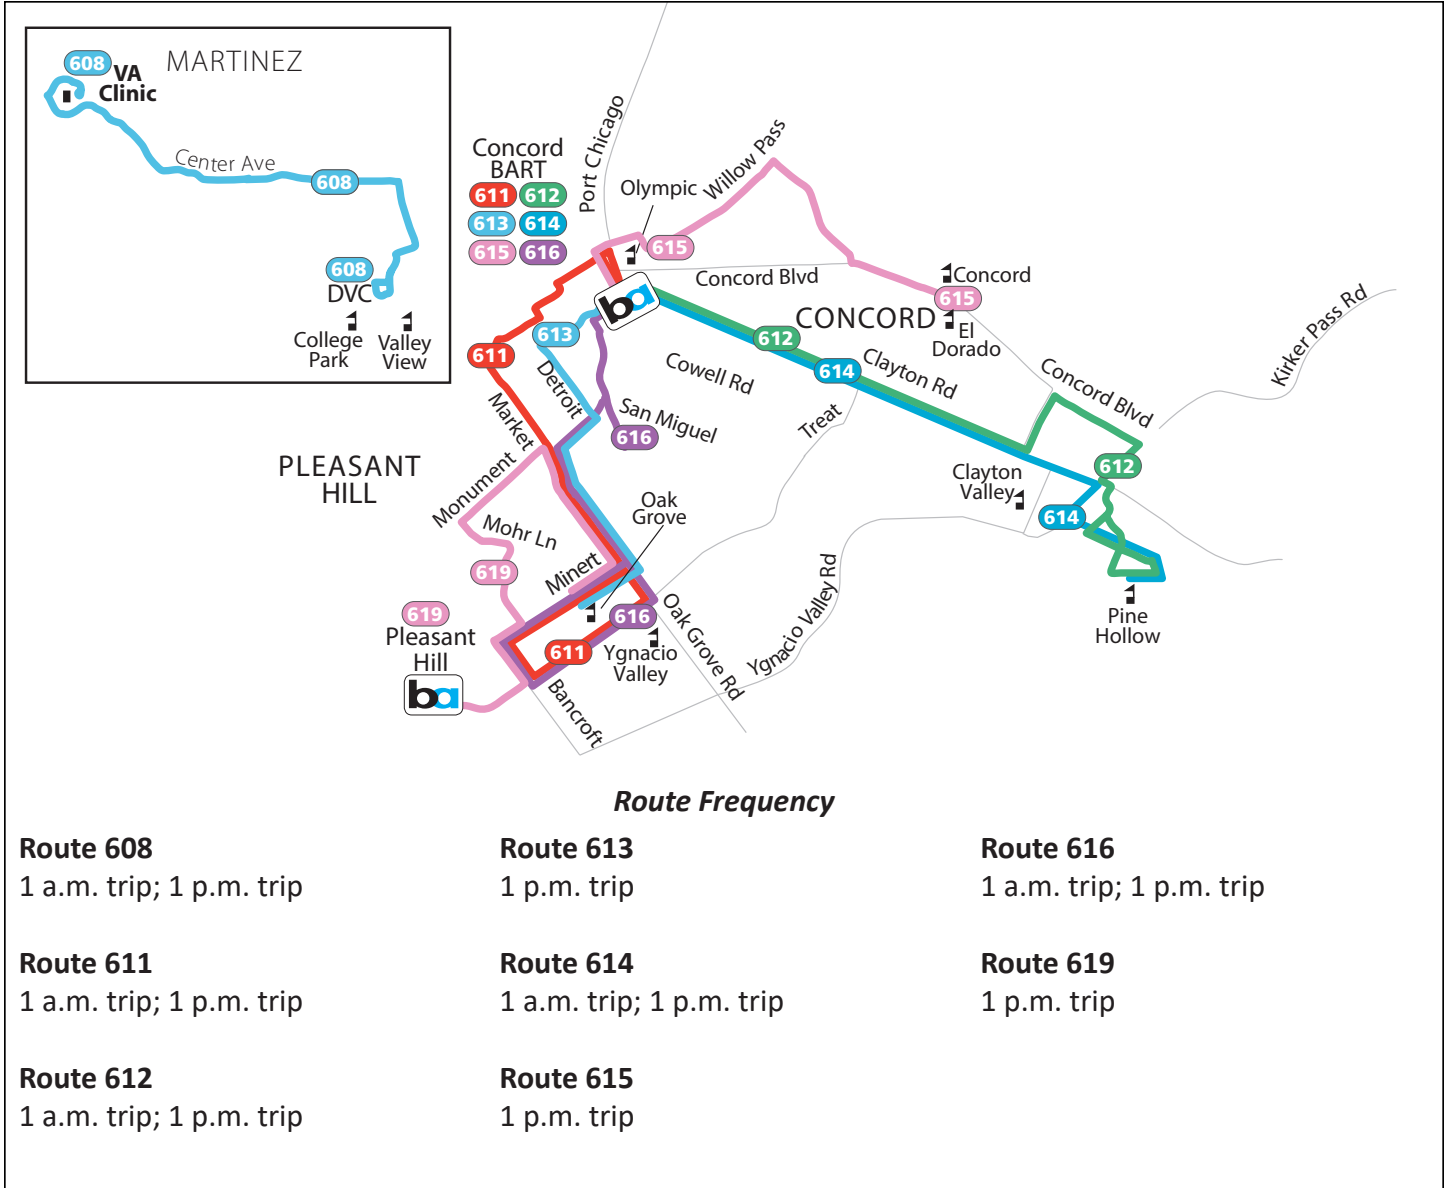 608
VA
Clinic
MARTINEZ
Center Ave
608
608
DVC
College
Park
Valley
View
Concord
BART
611
612
613
614
615
616
Port Chicago
Olympic
Willow Pass
615
Concord Blvd
Concord
615
El
Dorado
CONCORD
Kirker Pass Rd
ba
613
612
611
614
Clayton Rd
Cowell Rd
Concord Blvd
Detroit
Market
San Miguel
616
Treat
PLEASANT
HILL
Monument
Clayton
Valley
612
614
Oak
Grove
Mohr Ln
Minert
619
619
Pleasant
Hill
ba
616
611
Ygnacio
Valley
Oak Grove Rd
Ygnacio Valley Rd
Bancroft
Pine
Hollow
Route Frequency
Route 608
1 a.m. trip; 1 p.m. trip
Route 611
1 a.m. trip; 1 p.m. trip
Route 612
1 a.m. trip; 1 p.m. trip
Route 613
1 p.m. trip
Route 614
1 a.m. trip; 1 p.m. trip
Route 615
1 p.m. trip
Route 616
1 a.m. trip; 1 p.m. trip
Route 619
1 p.m. trip